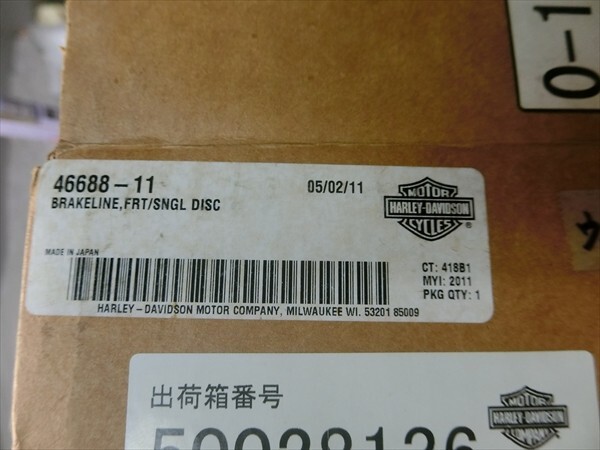 0-1
46688-11
05/02/11
BRAKELINE,FRT/SNGL DISC
MOTOR
HARLEY-DAVIDSON
CYCLES
®
MADE IN JAPAN
CT: 418B1
MYI: 2011
PKG QTY: 1
HARLEY-DAVIDSON MOTOR COMPANY, MILWAUKEE WI. 53201 85009
出荷箱番号
MOTOR
HARLEY-DAVIDSON